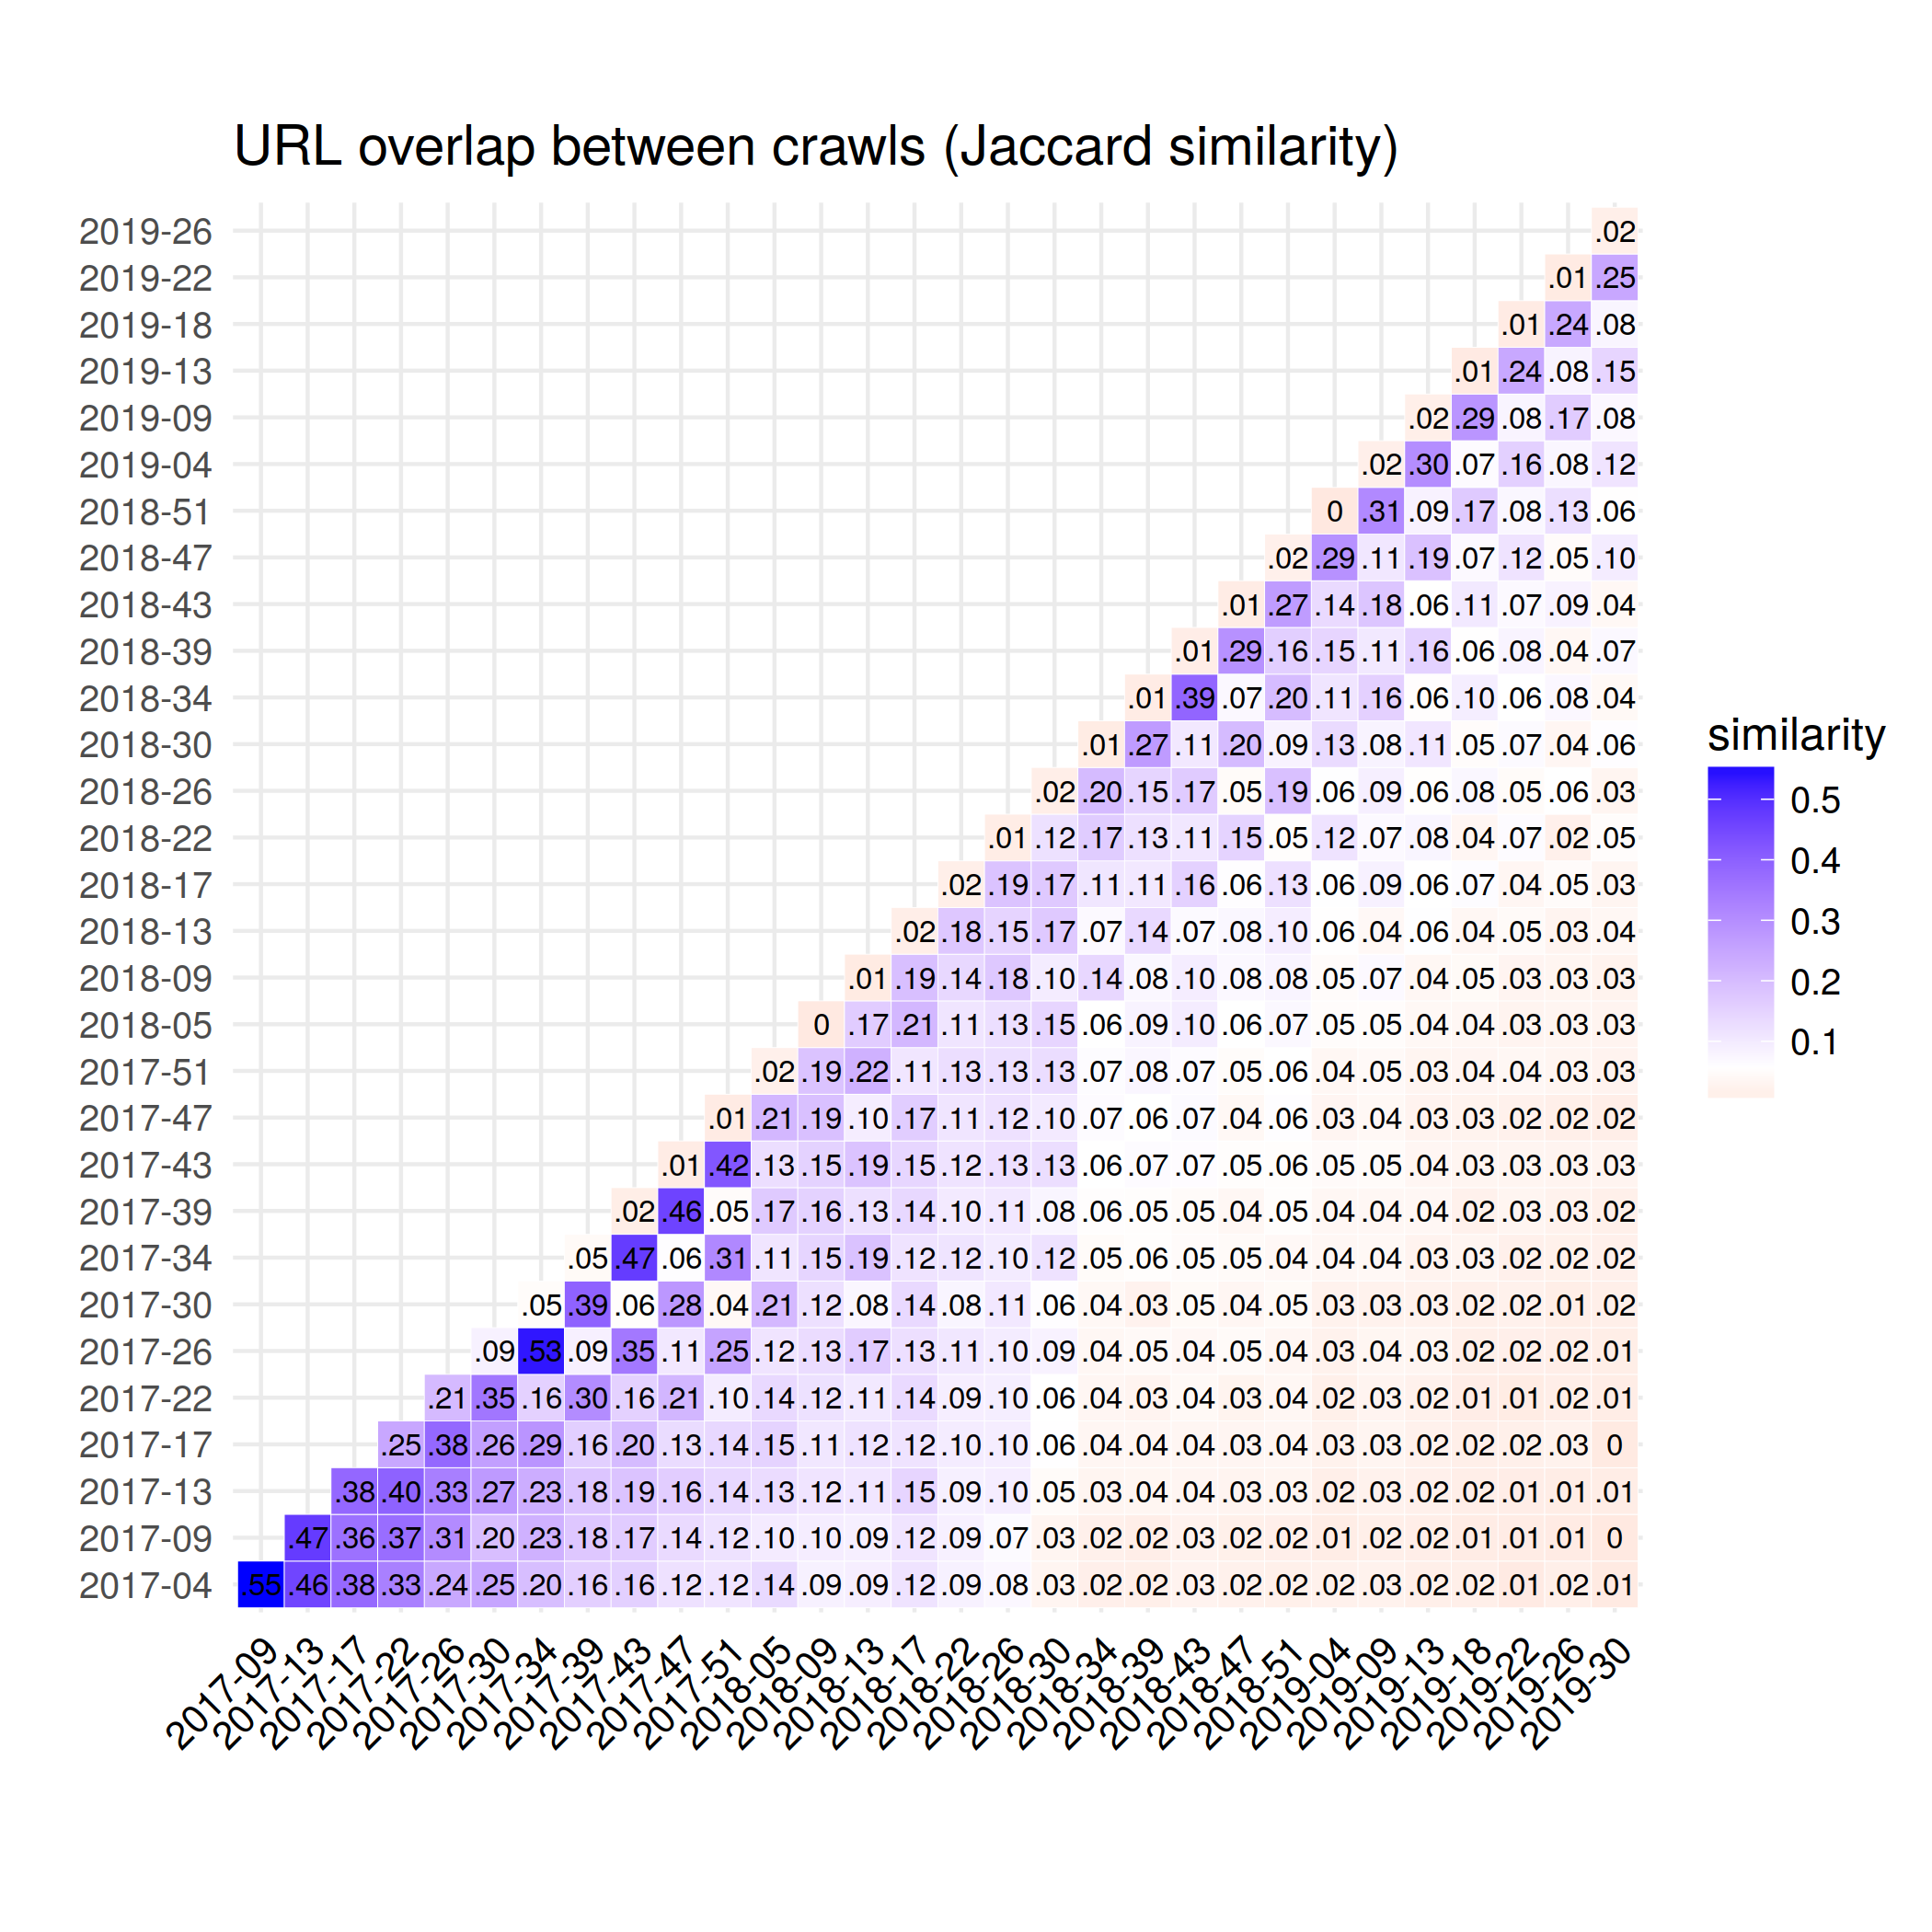 URL overlap between crawls (Jaccard similarity)
2019-26 .02
2019-22 .01 .25
2019-18 .01 .24 .08
2019-13 .01 .24 .08 .15
2019-09 .02 .29 .08 .17 .08
2019-04 .02 .30 .07 .16 .08 .12
2018-51 0 .31 .09 .17 .08 .13 .06
2018-47 .02 .29 .11 .19 .07 .12 .05 .10
2018-43 .01 .27 .14 .18 .06 .11 .07 .09 .04
2018-39 .01 .29 .16 .15 .11 .16 .06 .08 .04 .07
2018-34 .01 .39 .07 .20 .11 .16 .06 .10 .06 .08 .04
2018-30 .01 .27 .11 .20 .09 .13 .08 .11 .05 .07 .04 .06
2018-26 .02 .20 .15 .17 .05 .19 .06 .09 .06 .08 .05 .06 .03
2018-22 .01 .12 .17 .13 .11 .15 .05 .12 .07 .08 .04 .07 .02 .05
2018-17 .02 .19 .17 .11 .11 .16 .06 .13 .06 .09 .06 .07 .04 .05 .03
2018-13 .02 .18 .15 .17 .07 .14 .07 .08 .10 .06 .04 .06 .04 .05 .03 .04
2018-09 .01 .19 .14 .18 .10 .14 .08 .10 .08 .08 .05 .07 .04 .05 .03 .03 .03
2018-05 0 .17 .21 .11 .13 .15 .06 .09 .10 .06 .07 .05 .05 .04 .04 .03 .03 .03
2017-51 .02 .19 .22 .11 .13 .13 .13 .07 .08 .07 .05 .06 .04 .05 .03 .04 .04 .03 .03
2017-47 .01 .21 .19 .10 .17 .11 .12 .10 .07 .06 .07 .04 .06 .03 .04 .03 .03 .02 .02 .02
2017-43 .01 .42 .13 .15 .19 .15 .12 .13 .13 .06 .07 .07 .05 .06 .05 .05 .04 .03 .03 .03 .03
2017-39 .02 .46 .05 .17 .16 .13 .14 .10 .11 .08 .06 .05 .05 .04 .05 .04 .04 .04 .02 .03 .03 .02
2017-34 .05 .47 .06 .31 .11 .15 .19 .12 .12 .10 .12 .05 .06 .05 .05 .04 .04 .04 .03 .03 .02 .02 .02
2017-30 .05 .39 .06 .28 .04 .21 .12 .08 .14 .08 .11 .06 .04 .03 .05 .04 .05 .03 .03 .03 .02 .02 .01 .02
2017-26 .09 .53 .09 .35 .11 .25 .12 .13 .17 .13 .11 .10 .09 .04 .05 .04 .05 .04 .03 .04 .03 .02 .02 .02 .01
2017-22 .21 .35 .16 .30 .16 .21 .10 .14 .12 .11 .14 .09 .10 .06 .04 .03 .04 .03 .04 .02 .03 .02 .01 .01 .02 .01
2017-17 .25 .38 .26 .29 .16 .20 .13 .14 .15 .11 .12 .12 .10 .10 .06 .04 .04 .04 .03 .04 .03 .03 .02 .02 .02 .03 0
2017-13 .38 .40 .33 .27 .23 .18 .19 .16 .14 .13 .12 .11 .15 .09 .10 .05 .03 .04 .04 .03 .03 .02 .03 .02 .02 .01 .01 .01
2017-09 .47 .36 .37 .31 .20 .23 .18 .17 .14 .12 .10 .10 .09 .12 .09 .07 .03 .02 .02 .03 .02 .02 .01 .02 .02 .01 .01 .01 0
2017-04 .55 .46 .38 .33 .24 .25 .20 .16 .16 .12 .12 .14 .09 .09 .12 .09 .08 .03 .02 .02 .03 .02 .02 .02 .03 .02 .02 .01 .02 .01
2017-09 2017-13 2017-17 2017-22 2017-26 2017-30 2017-34 2017-39 2017-43 2017-47 2017-51 2018-05 2018-09 2018-13 2018-17 2018-22 2018-26 2018-30 2018-34 2018-39 2018-43 2018-47 2018-51 2019-04 2019-09 2019-13 2019-18 2019-22 2019-26 2019-30
similarity
0.5
0.4
0.3
0.2
0.1